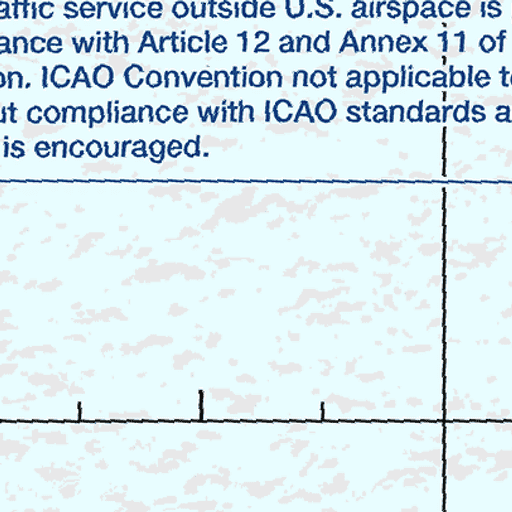 affic service outside U.S. airspace is
ance with Article 12 and Annex 11 of
on. ICAO Convention not applicable t
ut compliance with ICAO standards a
is encouraged.